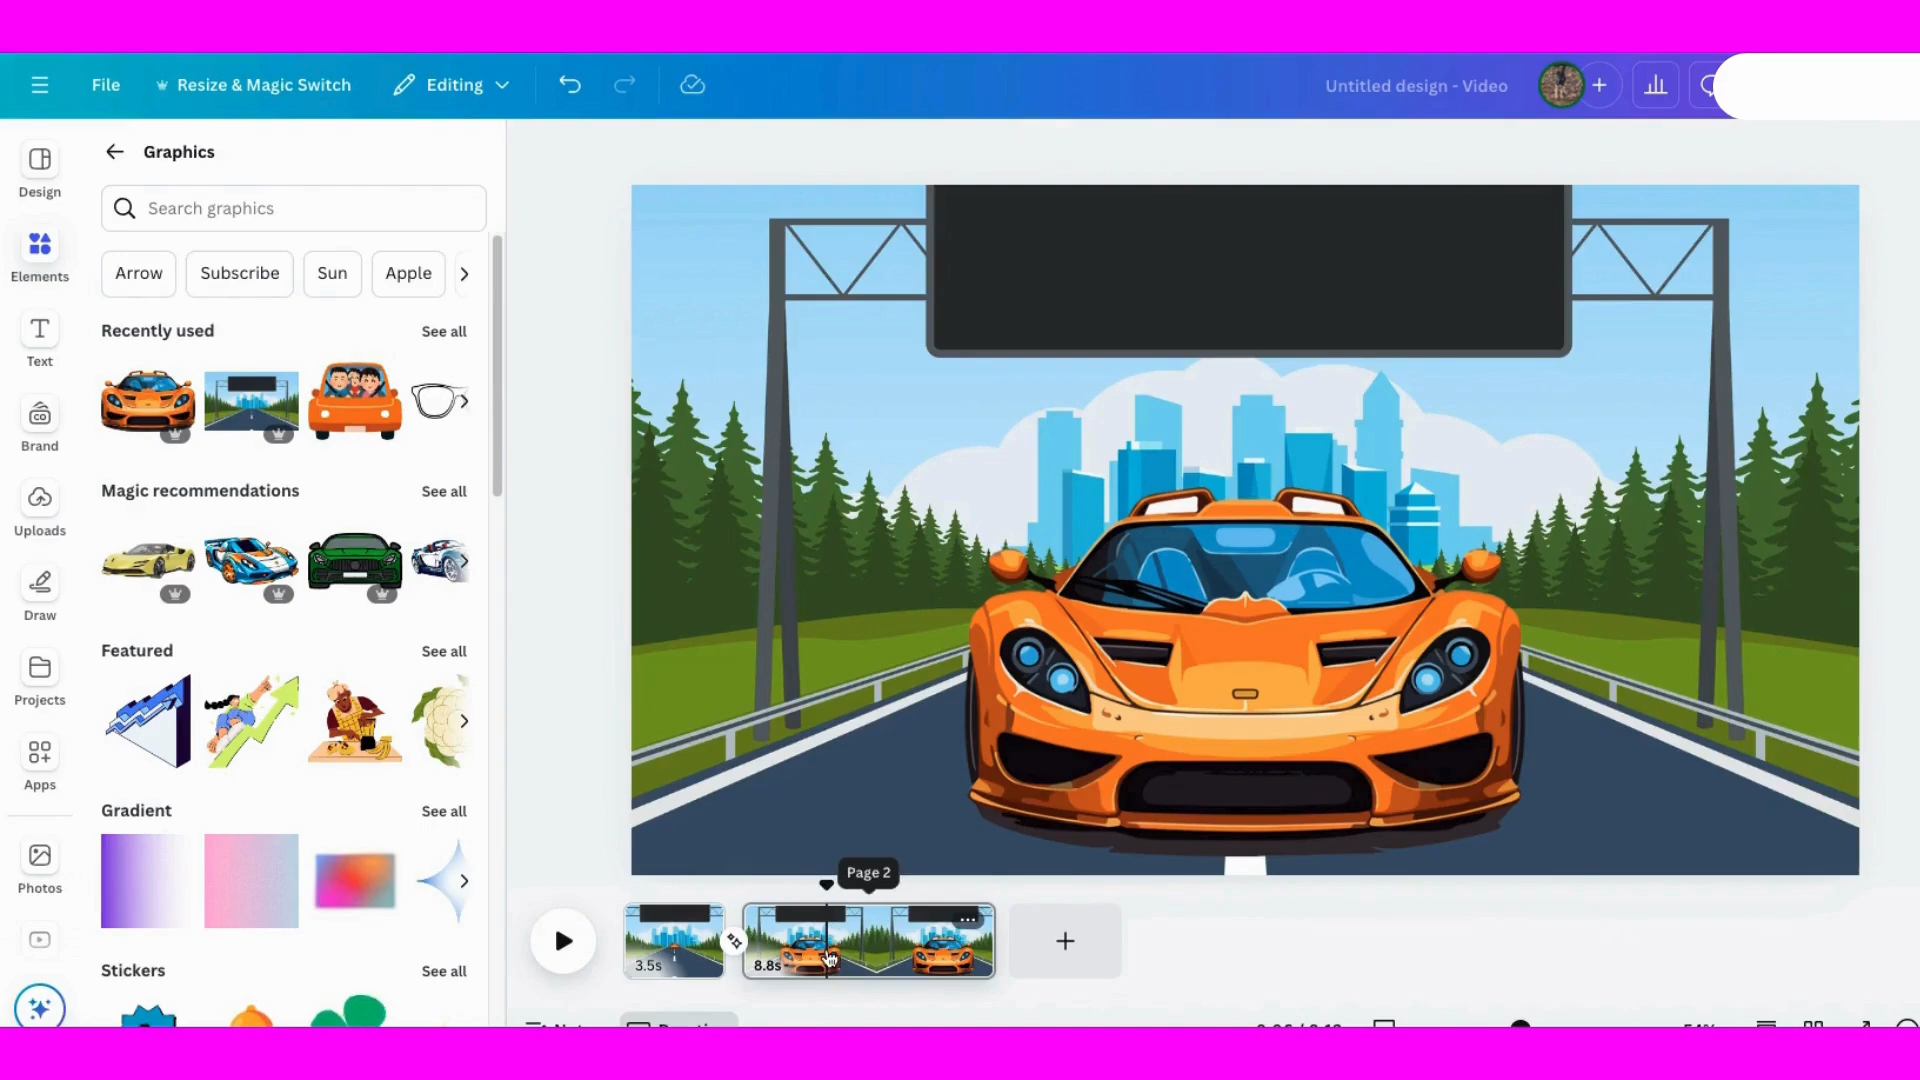 File
Resize & Magic Switch
Editing
Untitled design - Video
Design
Elements
Text
Brand
Uploads
Draw
Projects
Apps
Photos
Graphics
Search graphics
Arrow
Subscribe
Sun
Apple
Recently used
See all
Magic recommendations
See all
Featured
See all
Gradient
See all
Stickers
See all
Page 2
3.5s
8.8s